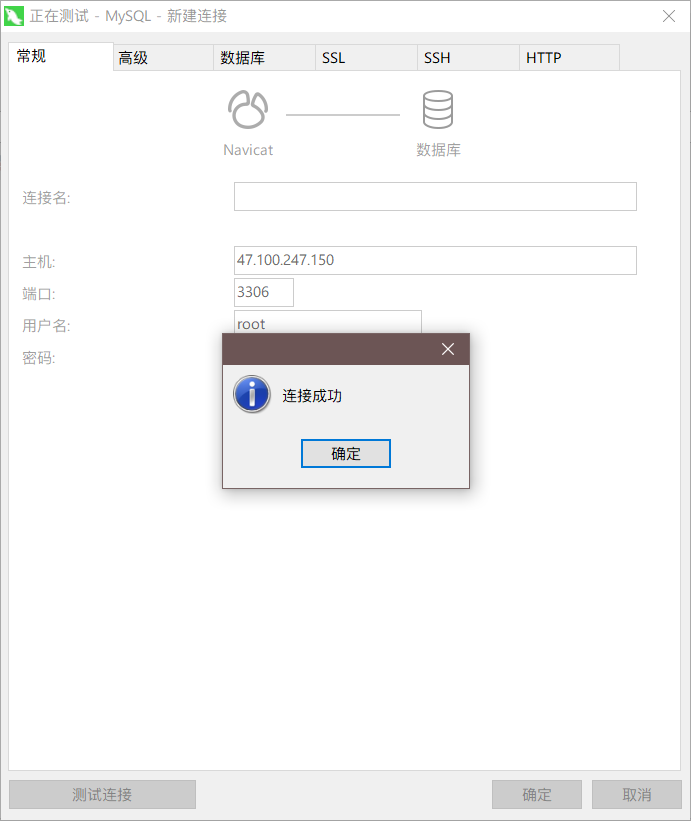 正在测试 - MySQL - 新建连接
常规 高级 数据库 SSL SSH HTTP
Navicat 数据库
连接名:
主机: 47.100.247.150
端口: 3306
用户名: root
密码:
连接成功
确定
测试连接 确定 取消